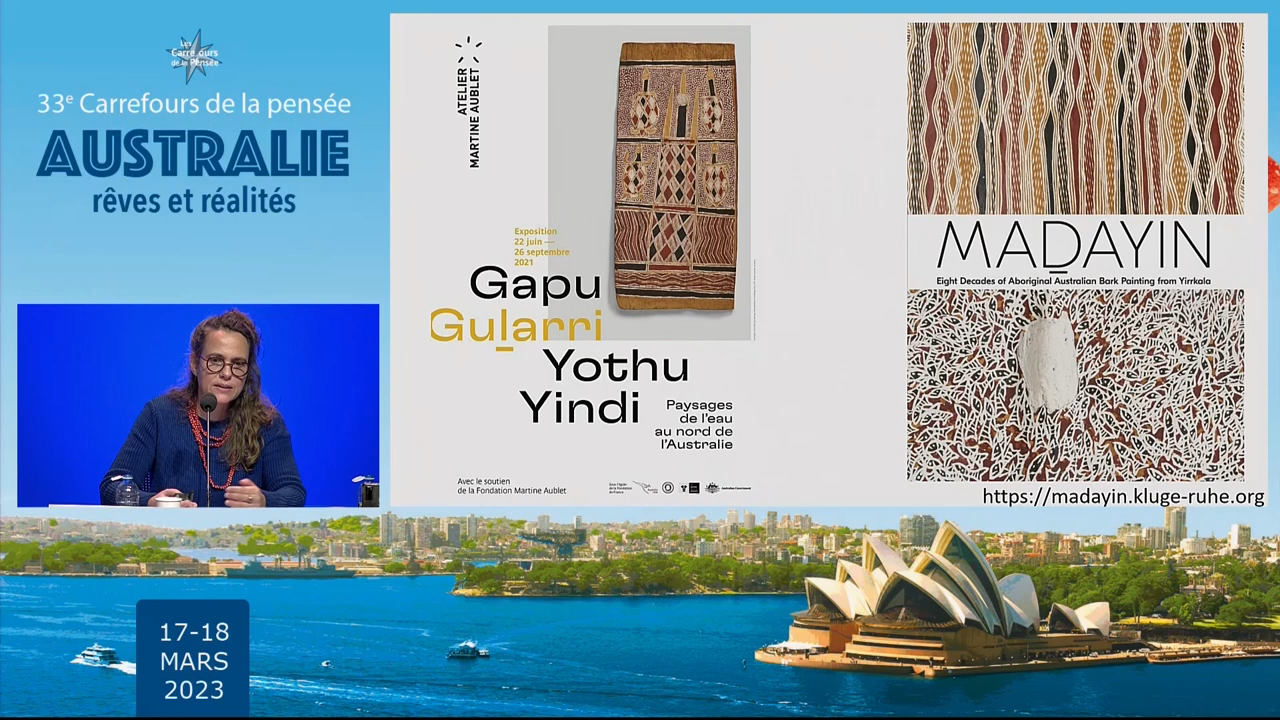 Les
Carrefours
de la Pensée
33e Carrefours de la pensée
AUSTRALIE
rêves et réalités
17-18
MARS
2023
ATELIER
MARTINE AUBLET
Exposition
22 juin —
26 septembre
2021
Gapu
Guḻarri
Yothu
Yindi
Paysages
de l'eau
au nord de
l'Australie
Avec le soutien
de la Fondation Martine Aublet
MAḎAYIN
Eight Decades of Aboriginal Australian Bark Painting from Yirrkala
https://madayin.kluge-ruhe.org